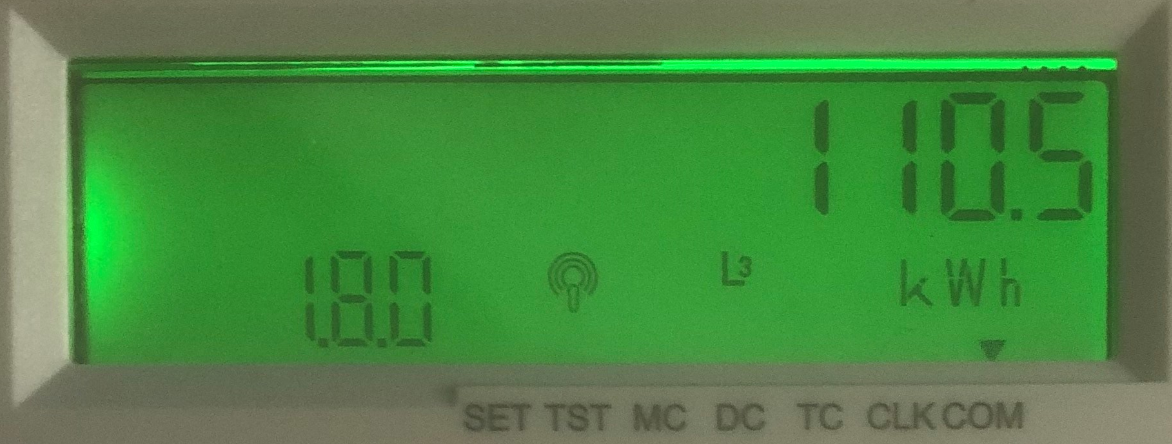 110.5
1.8.0 L3 kWh
SET TST MC DC TC CLK COM